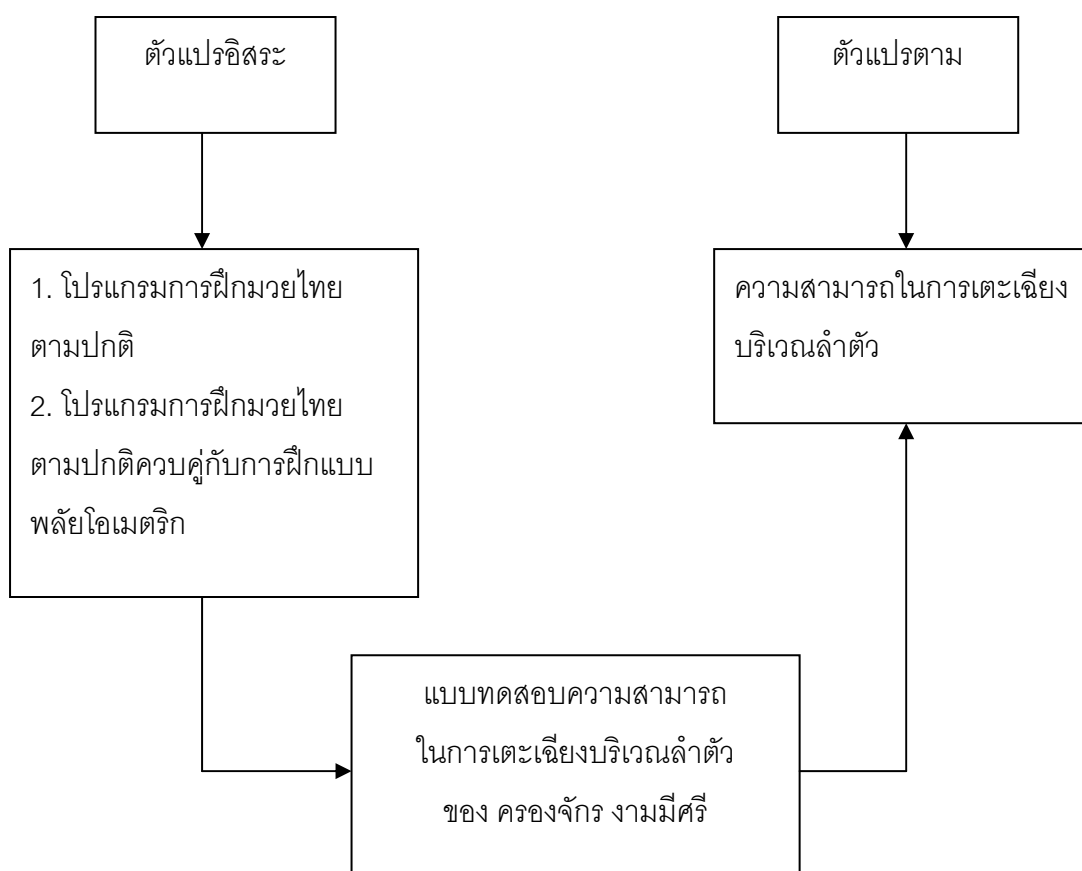 ตัวแปรอิสระ
ตัวแปรตาม
1. โปรแกรมการฝึกมวยไทย
ตามปกติ
2. โปรแกรมการฝึกมวยไทย
ตามปกติควบคู่กับการฝึกแบบ
พลัยโอเมตริก
ความสามารถในการเตะเฉียง
บริเวณลำตัว
แบบทดสอบความสามารถ
ในการเตะเฉียงบริเวณลำตัว
ของ ครองจักร งามมีศรี